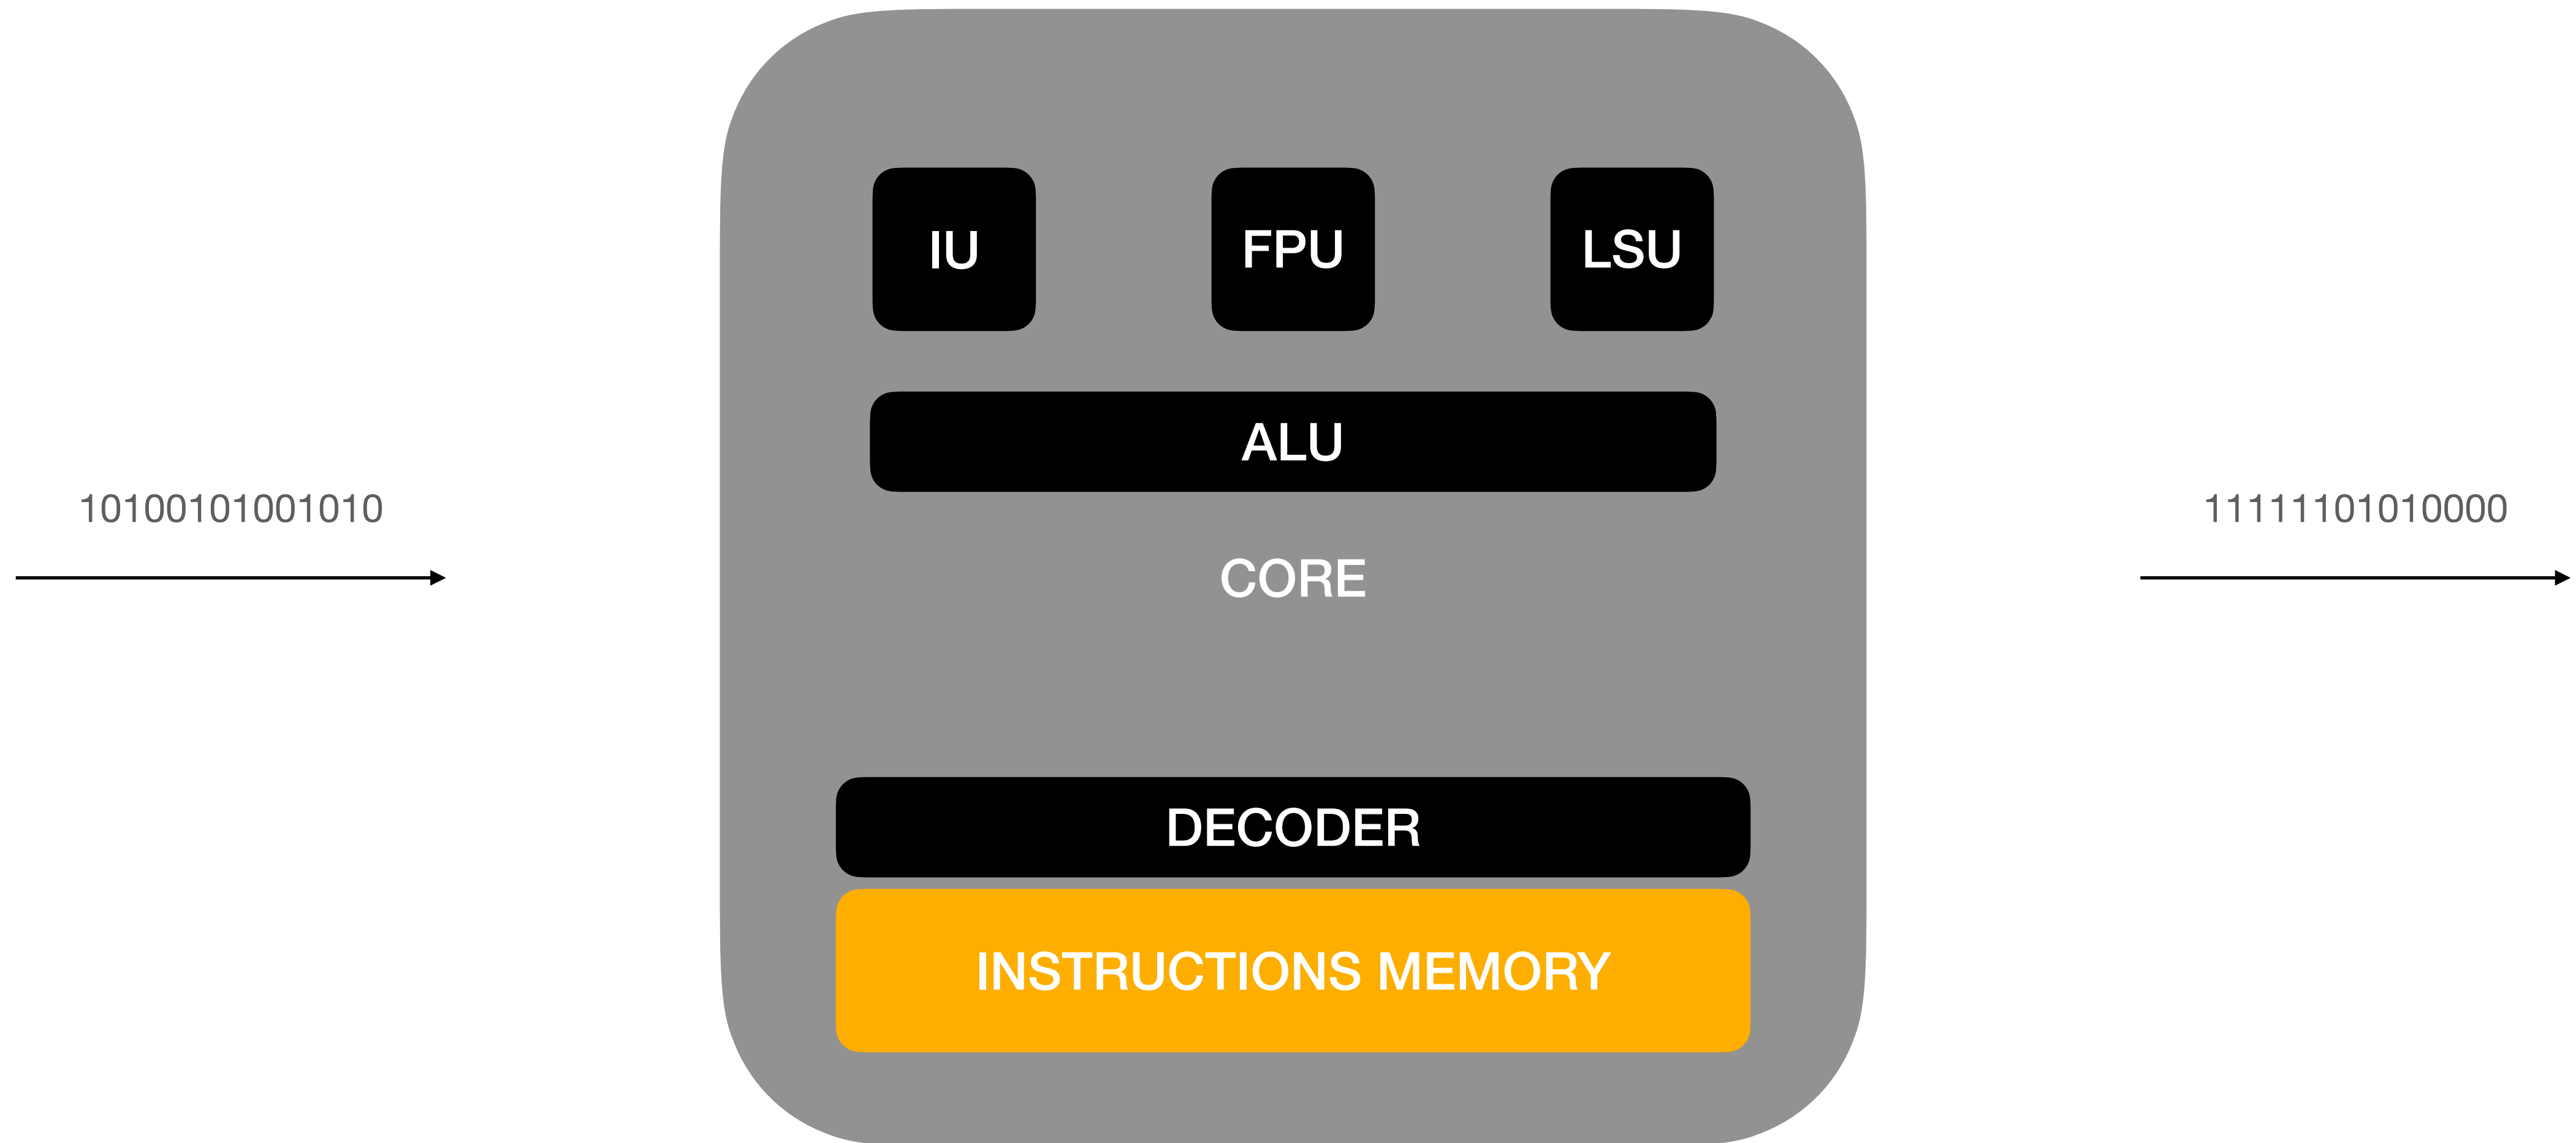 IU
FPU
LSU
ALU
10100101001010
11111101010000
CORE
DECODER
INSTRUCTIONS MEMORY